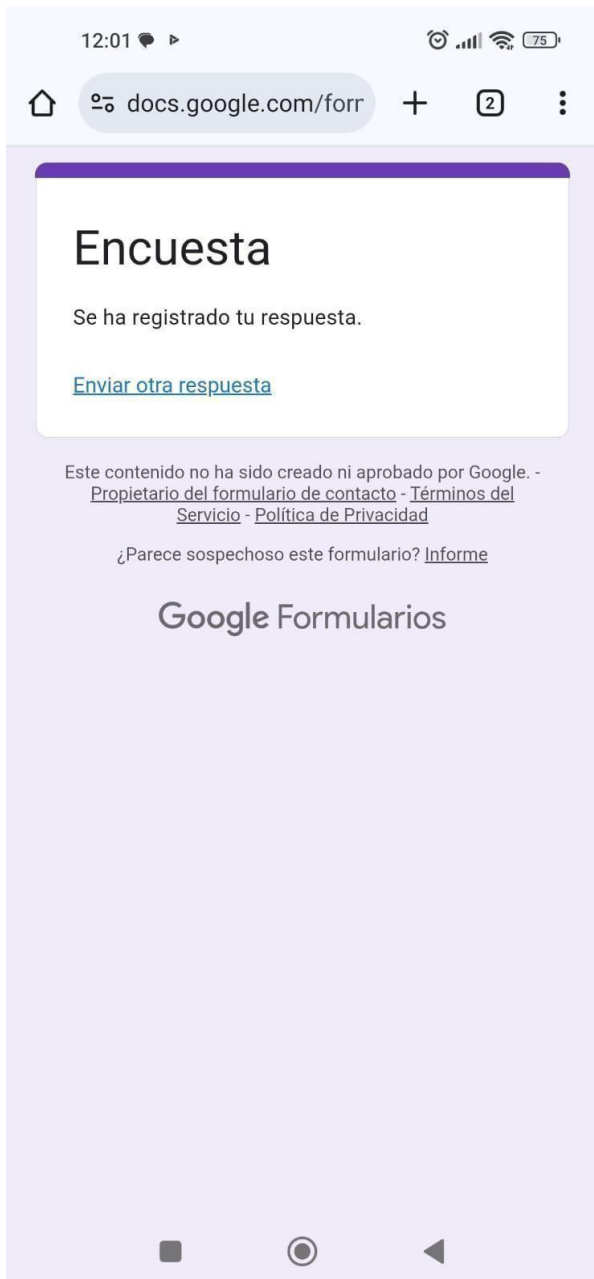 12:01
75
docs.google.com/forr
2
Encuesta
Se ha registrado tu respuesta.
Enviar otra respuesta
Este contenido no ha sido creado ni aprobado por Google. -
Propietario del formulario de contacto - Términos del
Servicio - Política de Privacidad
¿Parece sospechoso este formulario? Informe
Google Formularios